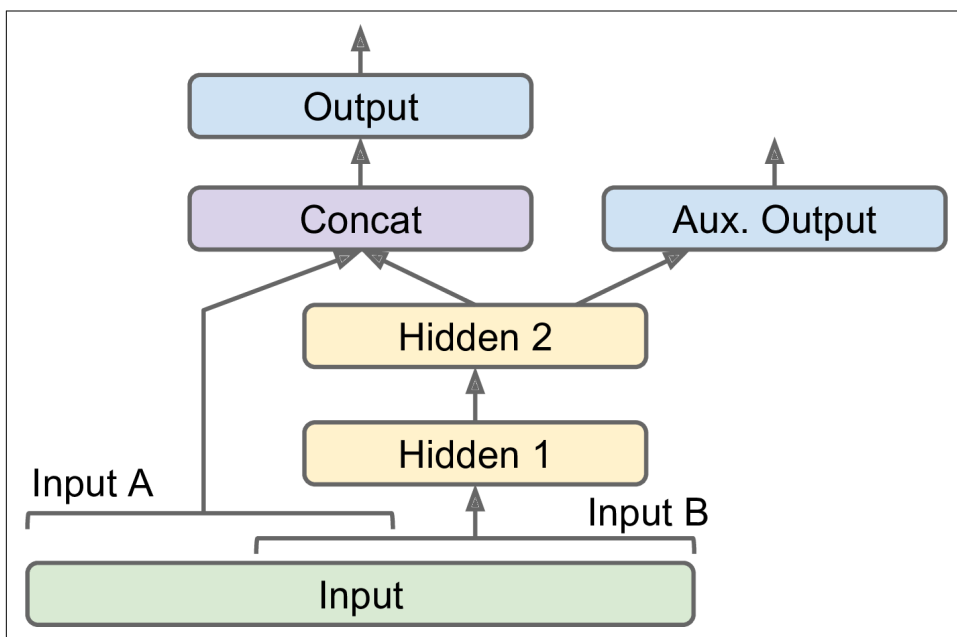 Output
Concat
Aux. Output
Hidden 2
Hidden 1
Input A
Input B
Input